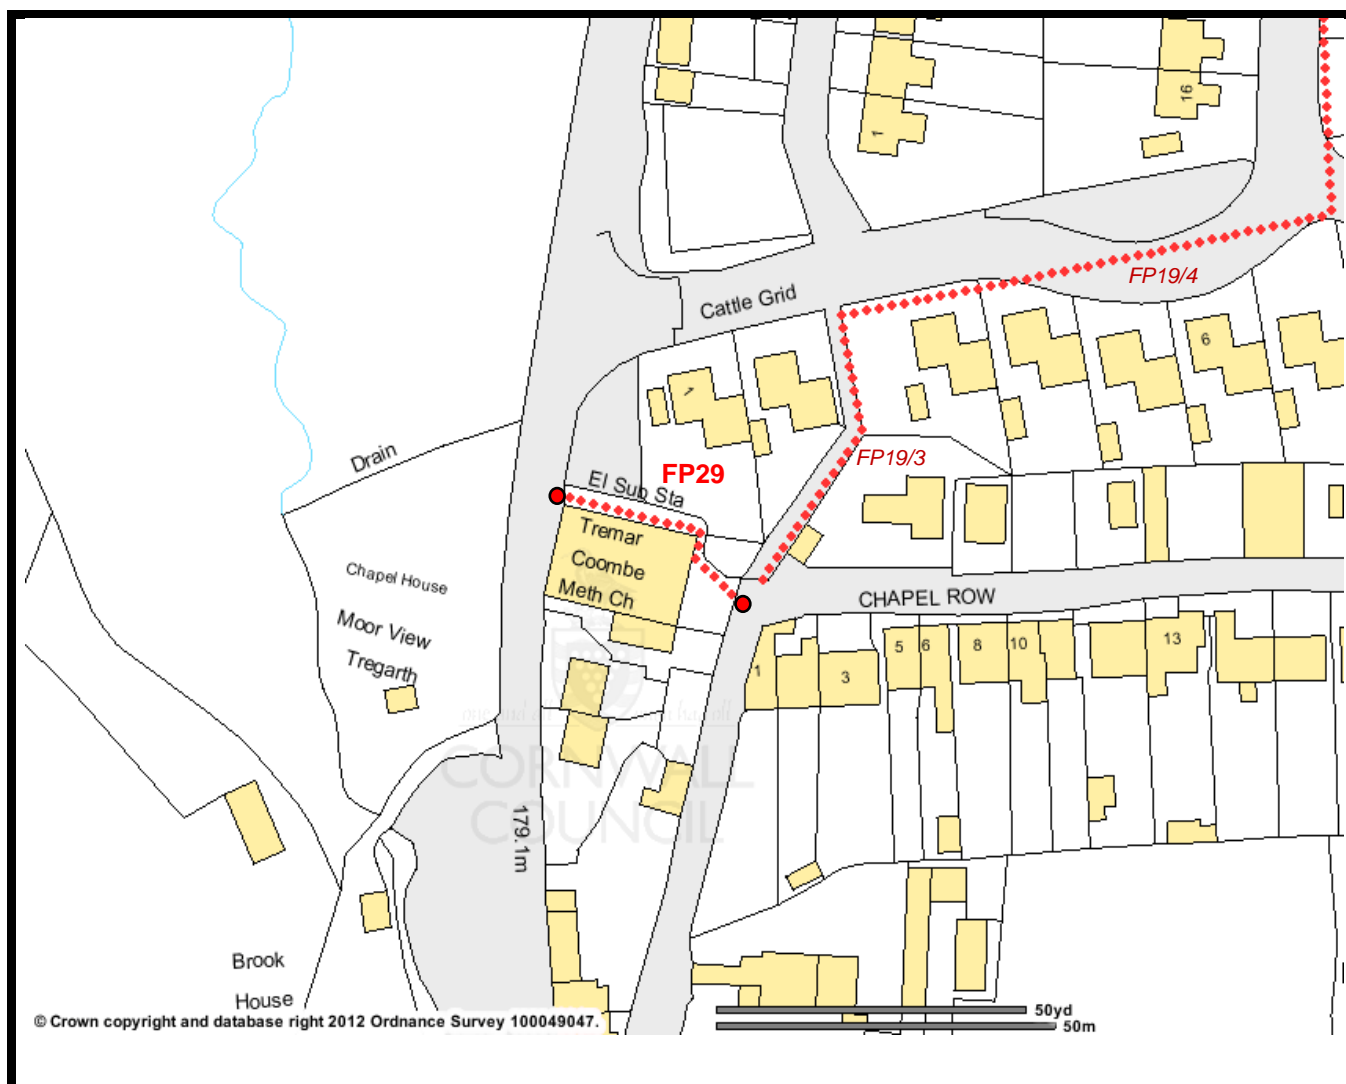 16
1
FP19/4
Cattle Grid
6
1
Drain
FP19/3
FP29
El Sub Sta
Tremar
Coombe
Meth Ch
Chapel House
Moor View
Tregarth
CHAPEL ROW
1
3
5
6
8
10
13
CORNWALL
COUNCIL
179.1m
Brook
House
© Crown copyright and database right 2012 Ordnance Survey 100049047.
50yd
50m